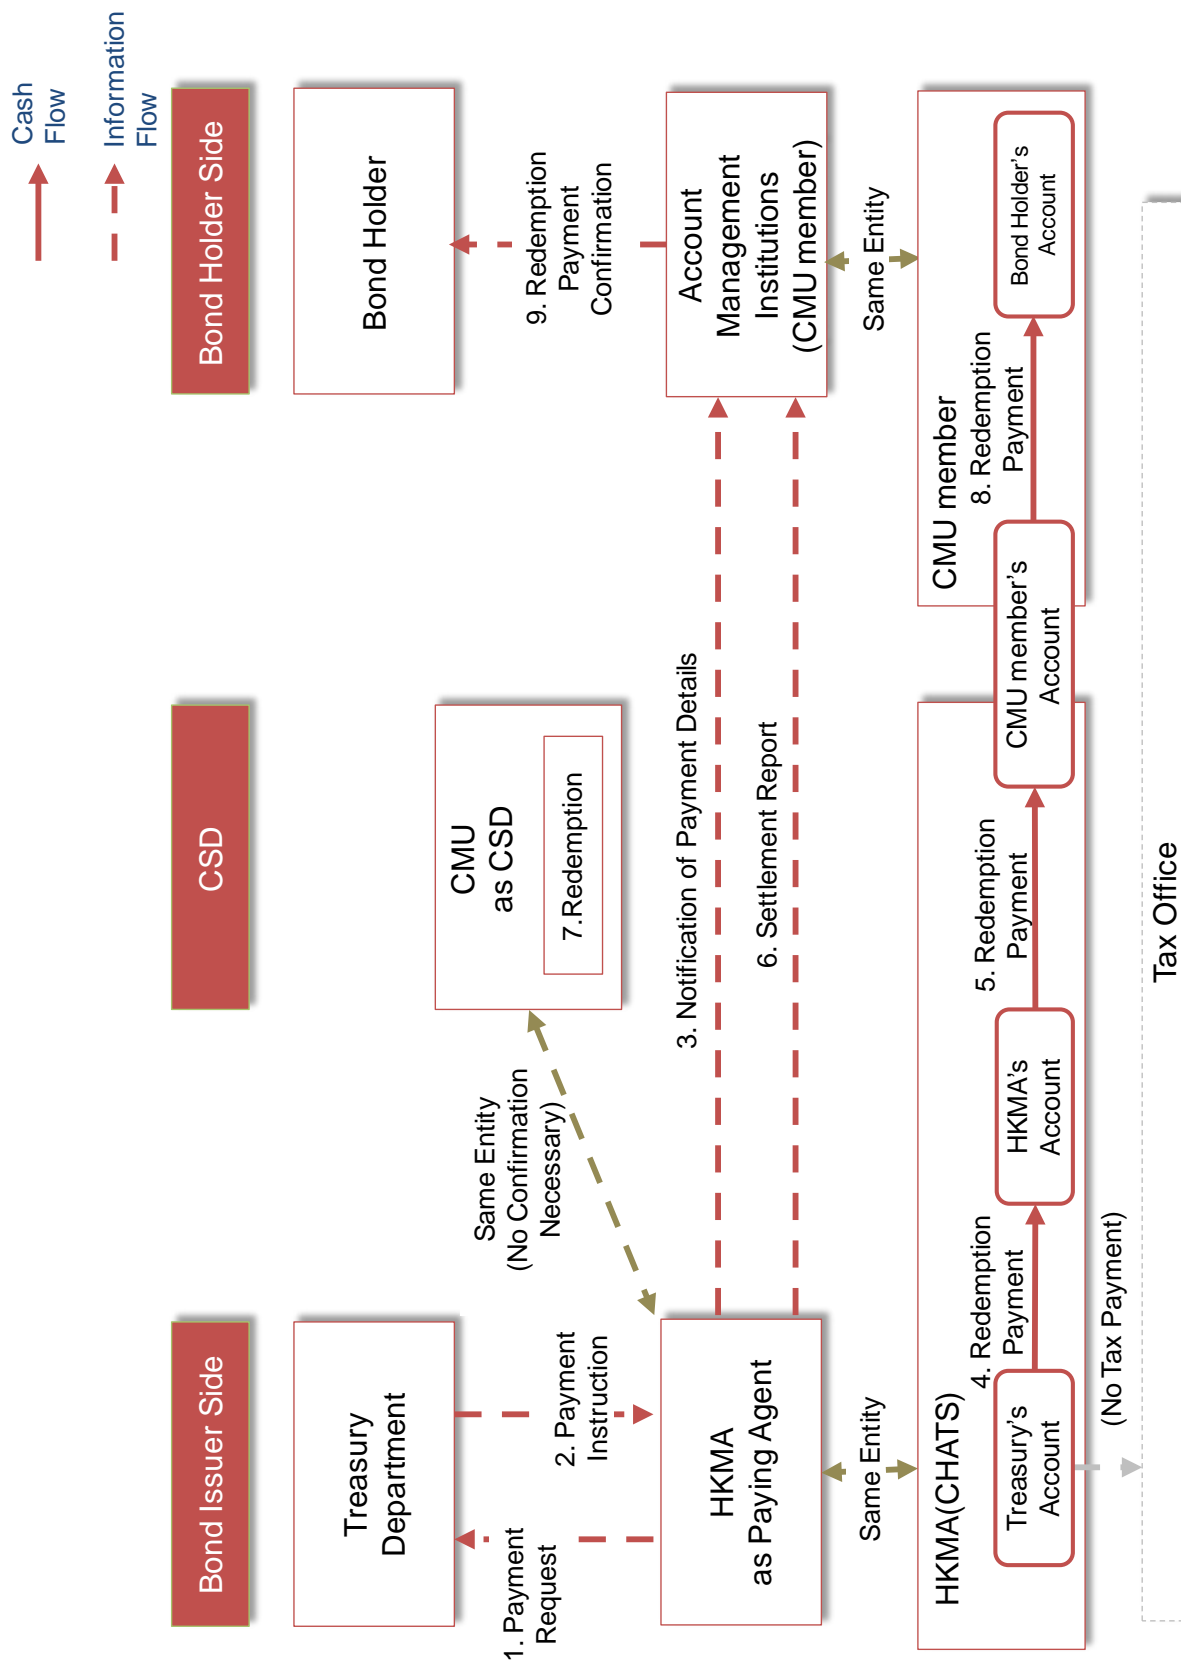 Cash
Flow
Information
Flow
Bond Issuer Side
CSD
Bond Holder Side
Treasury
Department
Bond Holder
CMU
as CSD
7.Redemption
1. Payment
Request
2. Payment
Instruction
Same Entity
(No Confirmation
Necessary)
9. Redemption
Payment
Confirmation
HKMA
as Paying Agent
3. Notification of Payment Details
6. Settlement Report
Account
Management
Institutions
(CMU member)
Same Entity
Same Entity
HKMA(CHATS)
CMU member
Treasury's
Account
4. Redemption
Payment
HKMA's
Account
5. Redemption
Payment
CMU member's
Account
8. Redemption
Payment
Bond Holder's
Account
(No Tax Payment)
Tax Office